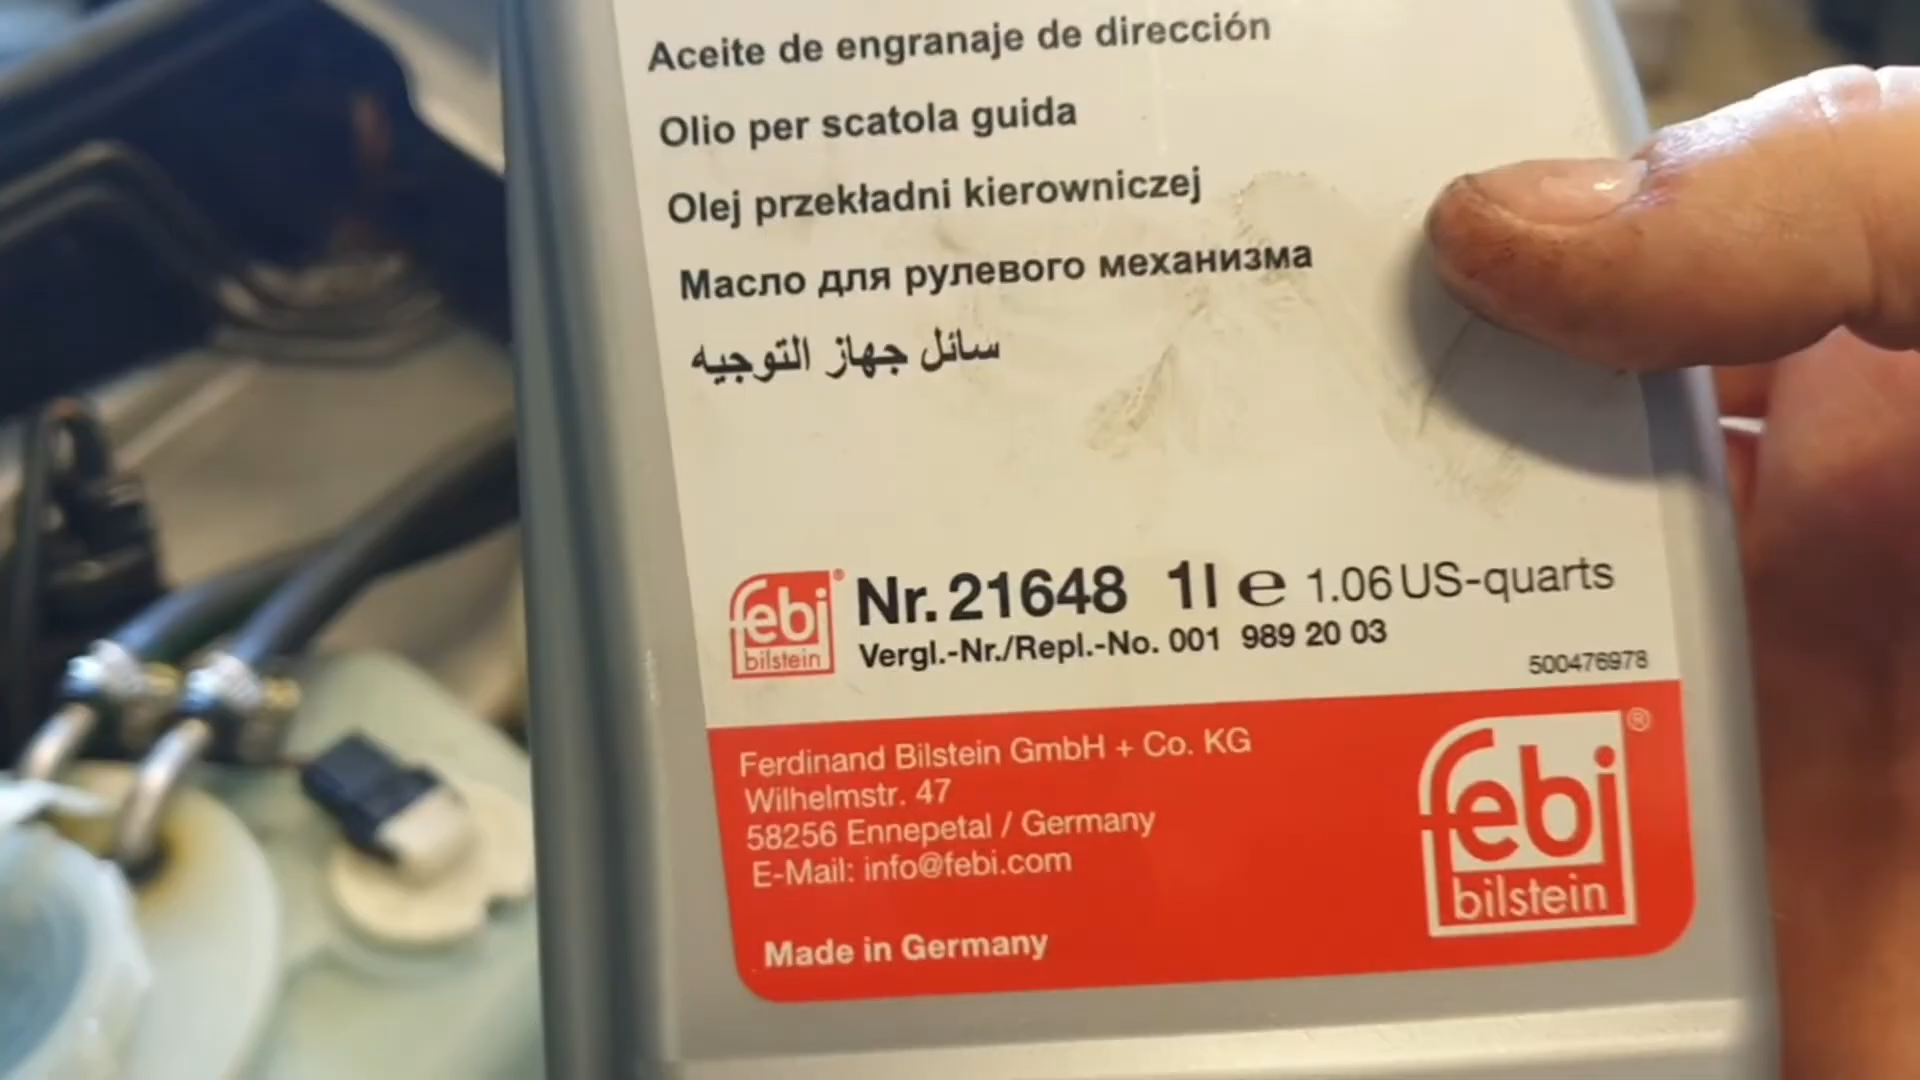 Aceite de engranaje de dirección
Olio per scatola guida
Olej przekładni kierowniczej
Масло для рулевого механизма
سائل جهاز التوجيه
febi® bilstein Nr. 21648 1l e 1.06 US-quarts
Vergl.-Nr./Repl.-No. 001 989 20 03
500476978
Ferdinand Bilstein GmbH + Co. KG
Wilhelmstr. 47
58256 Ennepetal / Germany
E-Mail: info@febi.com
Made in Germany
febi®
bilstein